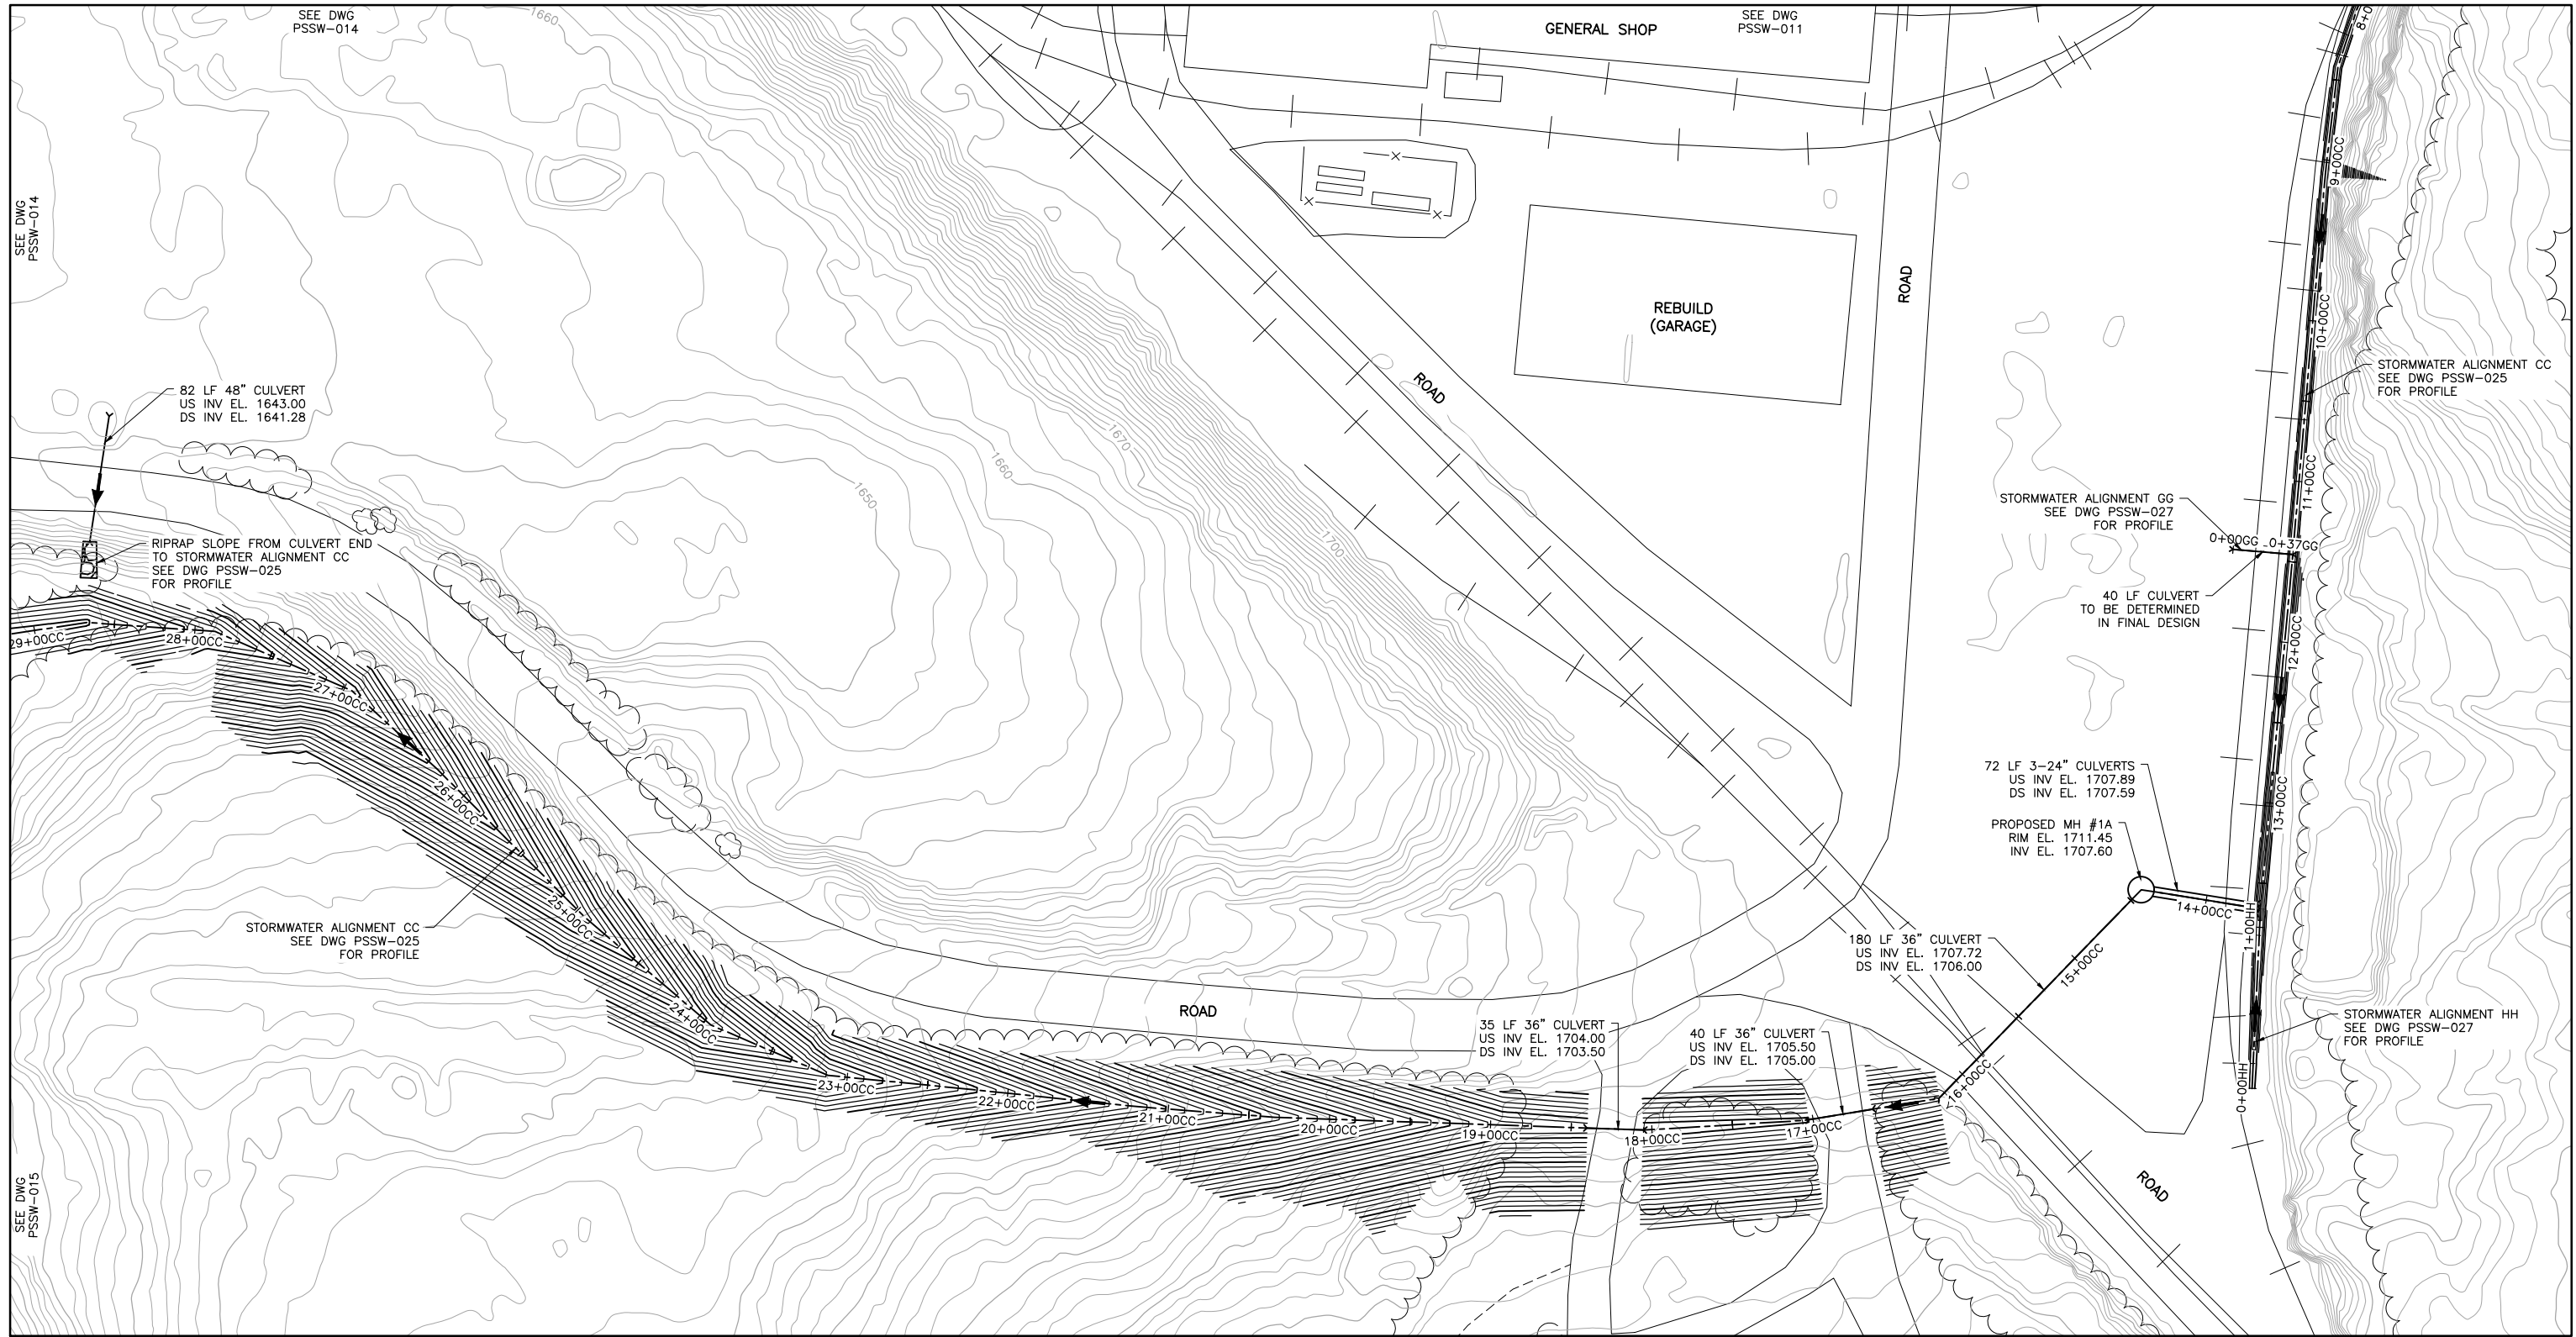 SEE DWG
PSSW-014
1660
GENERAL SHOP
SEE DWG
PSSW-011
8+0
SEE DWG
PSSW-014
9+00CC
ROAD
REBUILD
(GARAGE)
10+00CC
STORMWATER ALIGNMENT CC
SEE DWG PSSW-025
FOR PROFILE
82 LF 48" CULVERT
US INV EL. 1643.00
DS INV EL. 1641.28
ROAD
1670
1660
1650
1700
11+00CC
STORMWATER ALIGNMENT GG
SEE DWG PSSW-027
FOR PROFILE
0+00GG
0+37GG
RIPRAP SLOPE FROM CULVERT END
TO STORMWATER ALIGNMENT CC
SEE DWG PSSW-025
FOR PROFILE
40 LF CULVERT
TO BE DETERMINED
IN FINAL DESIGN
29+00CC
28+00CC
12+00CC
27+00CC
26+00CC
72 LF 3-24" CULVERTS
US INV EL. 1707.89
DS INV EL. 1707.59
13+00CC
PROPOSED MH #1A
RIM EL. 1711.45
INV EL. 1707.60
25+00CC
14+00CC
1+00HH
STORMWATER ALIGNMENT CC
SEE DWG PSSW-025
FOR PROFILE
180 LF 36" CULVERT
US INV EL. 1707.72
DS INV EL. 1706.00
15+00CC
24+00CC
ROAD
35 LF 36" CULVERT
US INV EL. 1704.00
DS INV EL. 1703.50
40 LF 36" CULVERT
US INV EL. 1705.50
DS INV EL. 1705.00
STORMWATER ALIGNMENT HH
SEE DWG PSSW-027
FOR PROFILE
23+00CC
22+00CC
21+00CC
20+00CC
19+00CC
18+00CC
17+00CC
16+00CC
0+00HH
SEE DWG
PSSW-015
ROAD